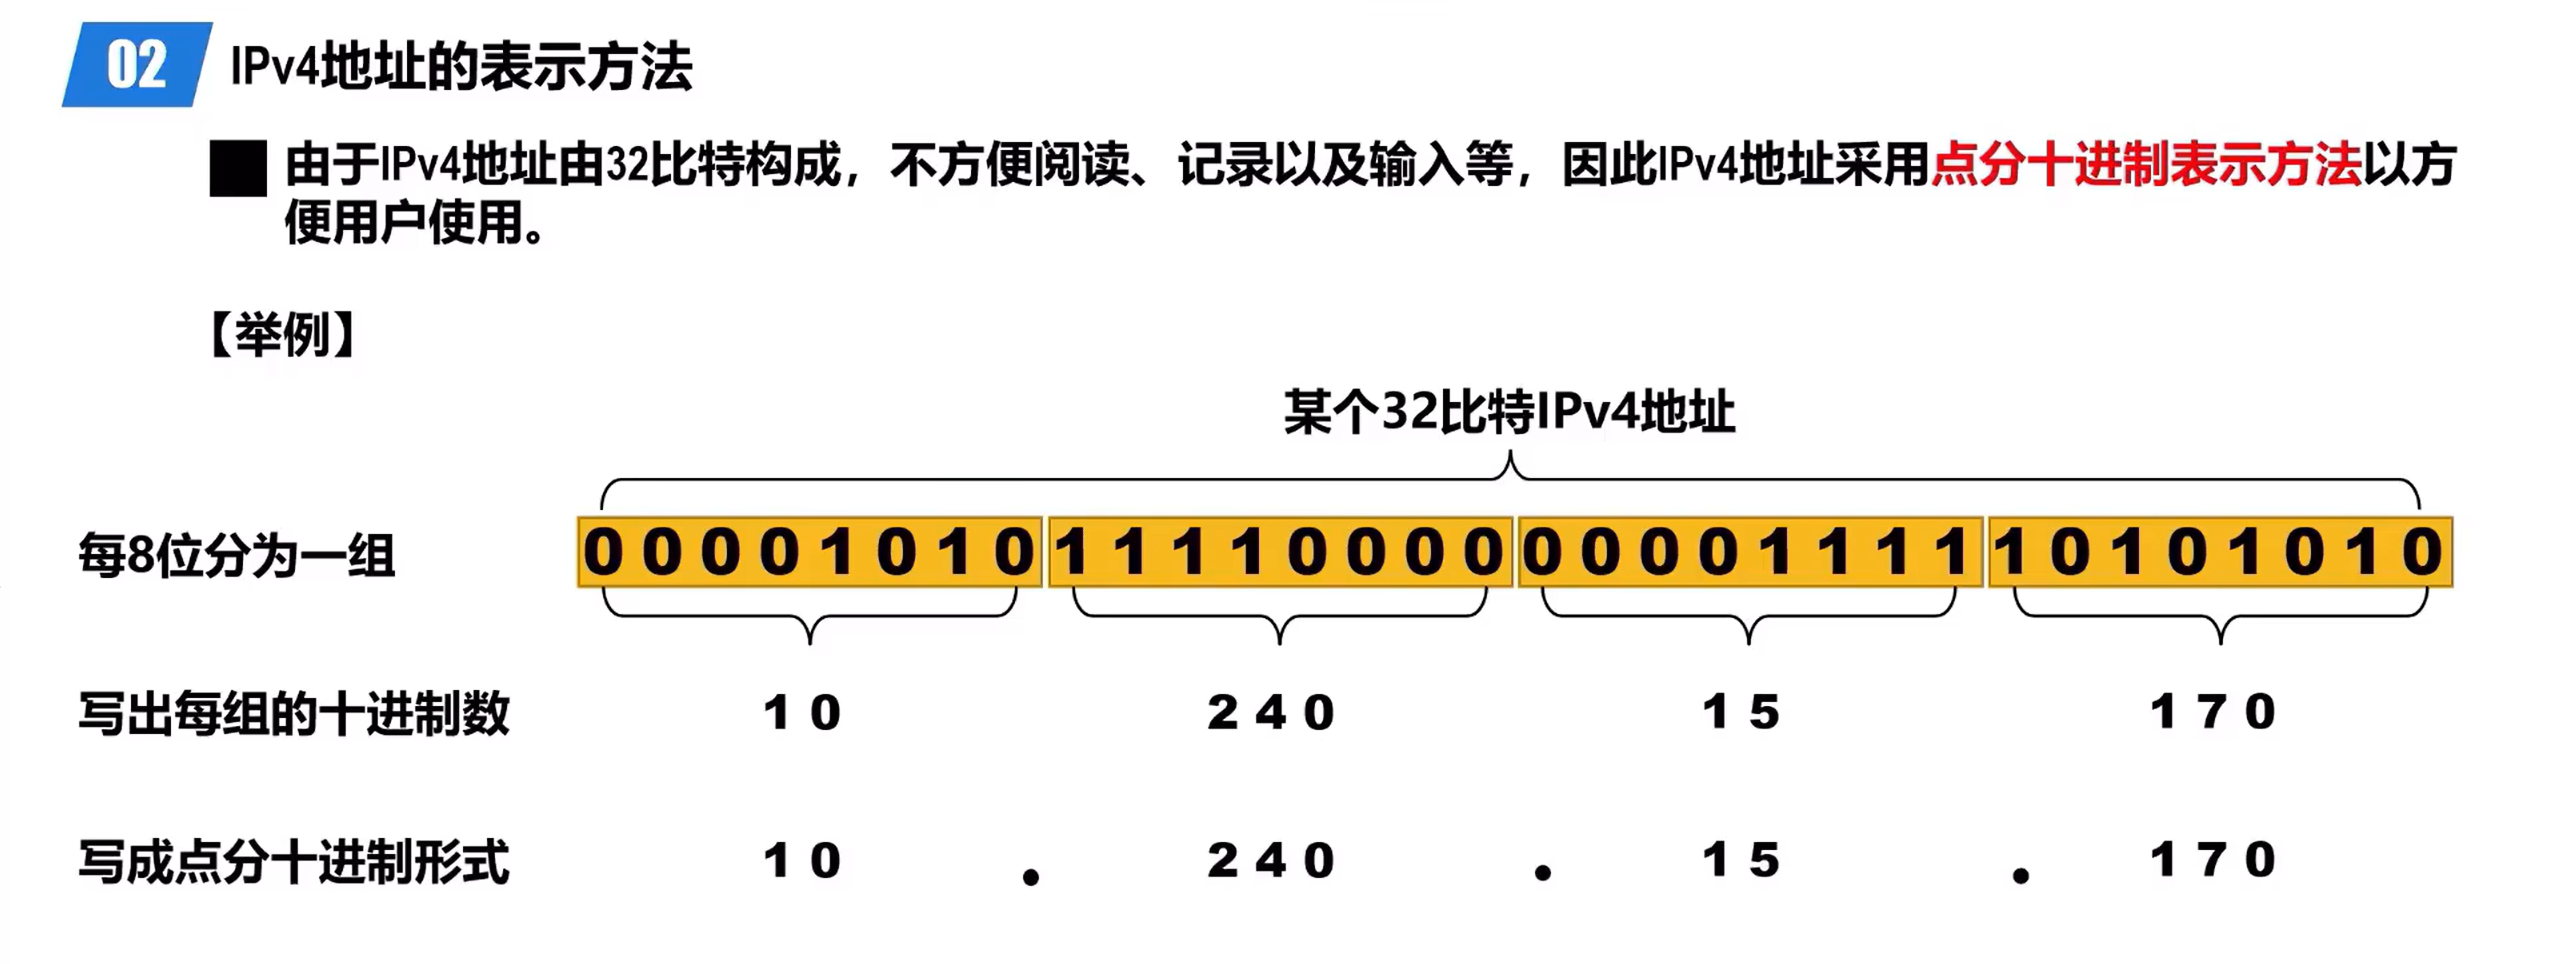 02 IPv4地址的表示方法
由于IPv4地址由32比特构成，不方便阅读、记录以及输入等，因此IPv4地址采用点分十进制表示方法以方
便用户使用。
【举例】
某个32比特IPv4地址
每8位分为一组 00001010 11110000 00001111 10101010
写出每组的十进制数 10 240 15 170
写成点分十进制形式 10 . 240 . 15 . 170